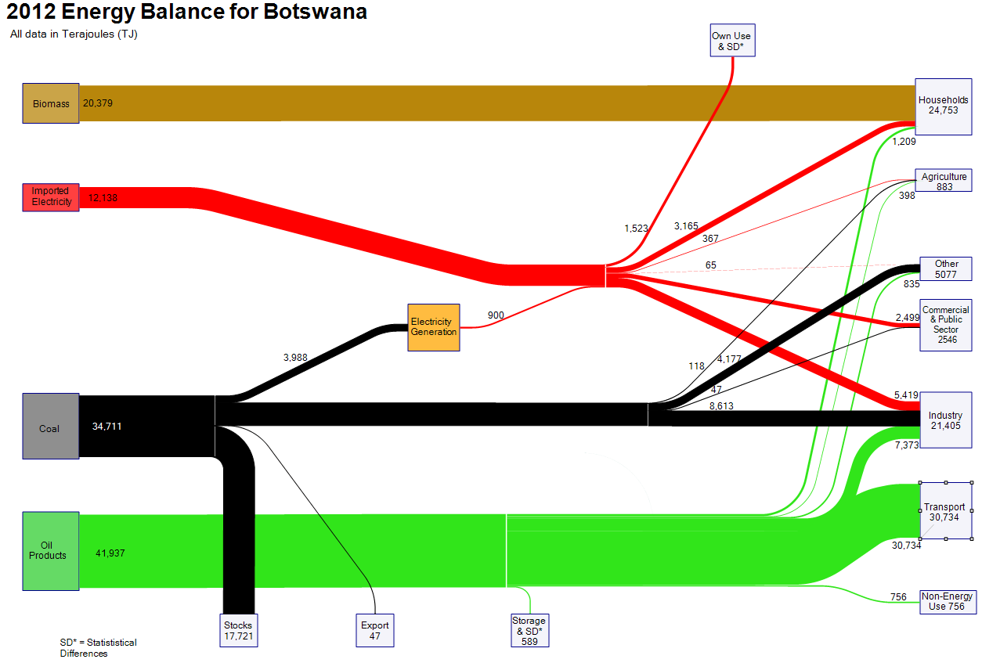 2012 Energy Balance for Botswana
All data in Terajoules (TJ)
Own Use
& SD*
Biomass
20,379
Households
24,753
1,209
Imported
Electricity
12,138
Agriculture
883
398
1,523
3,165
367
65
Other
5077
835
Commercial
& Public
Sector
2546
2,499
900
Electricity
Generation
3,988
118
4,177
47
8,613
5,419
Coal
34,711
Industry
21,405
7,373
Transport
30,734
30,734
Oil
Products
41,937
756
Non-Energy
Use 756
Stocks
17,721
Export
47
Storage
& SD*
589
SD* = Statististical
Differences